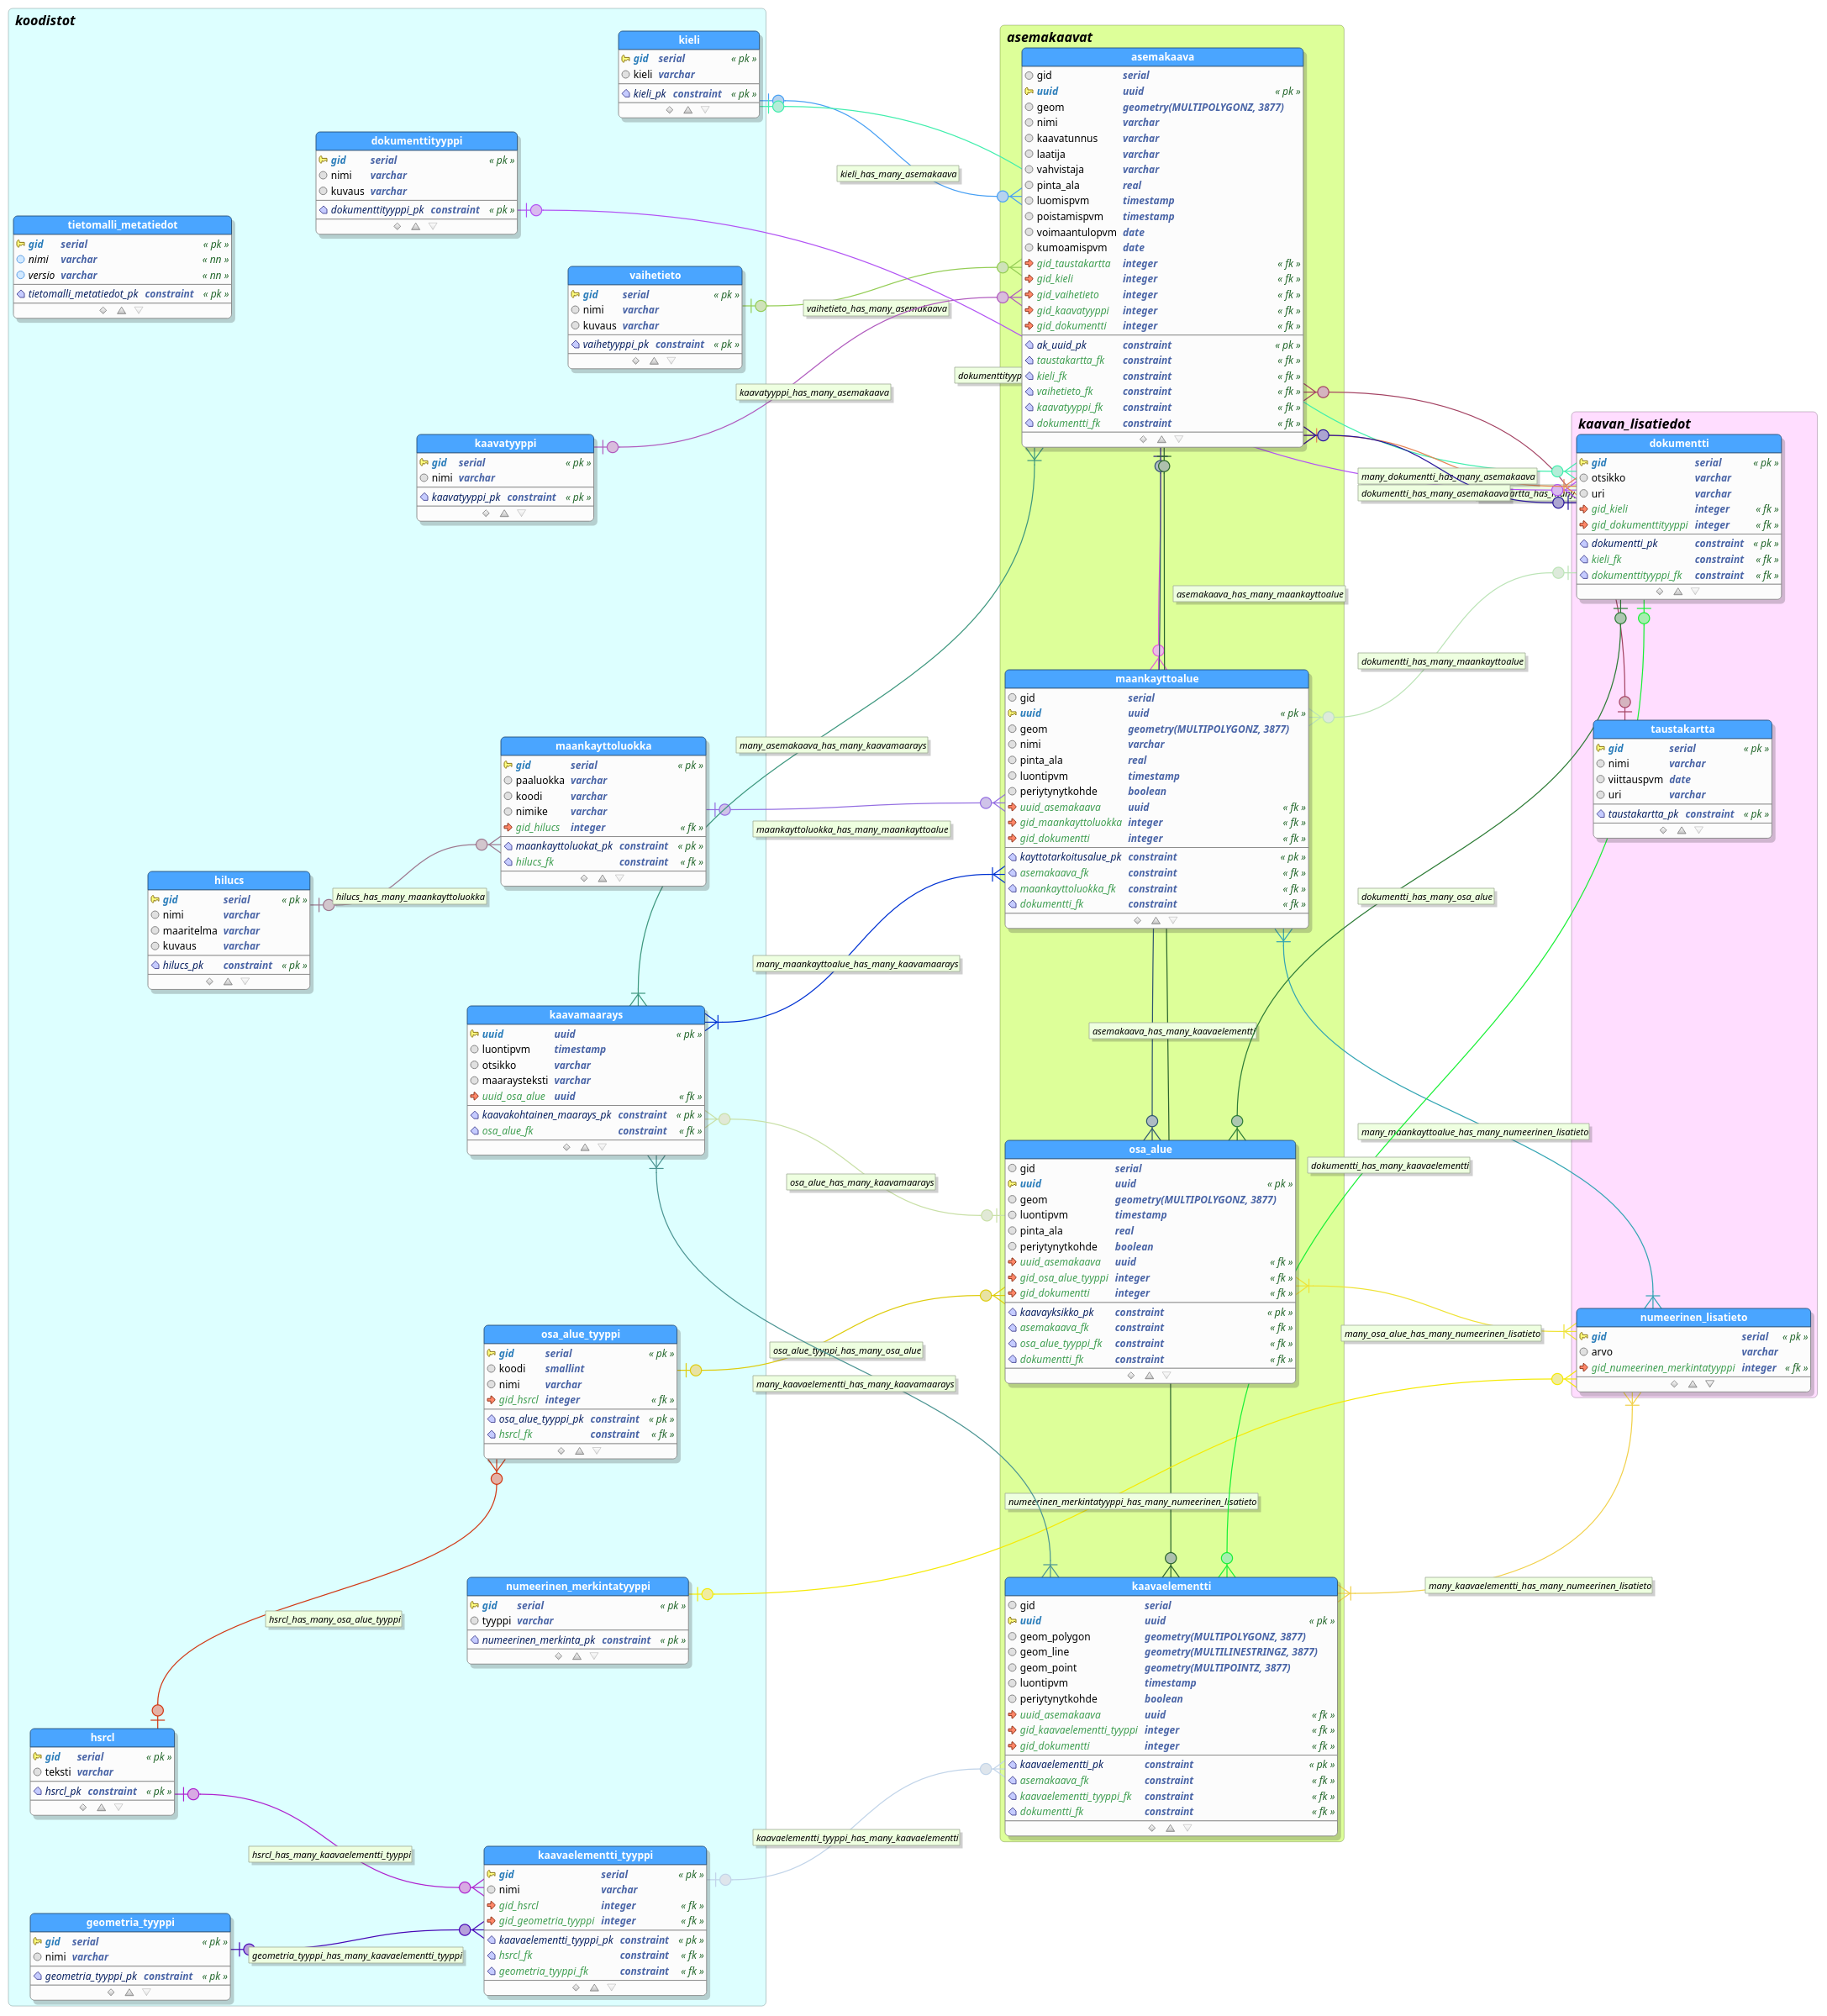 koodistot
kieli
gid serial « pk »
kieli varchar
kieli_pk constraint « pk »
dokumenttityyppi
gid serial « pk »
nimi varchar
kuvaus varchar
dokumenttityyppi_pk constraint « pk »
tietomalli_metatiedot
gid serial « pk »
nimi varchar « nn »
versio varchar « nn »
tietomalli_metatiedot_pk constraint « pk »
vaihetieto
gid serial « pk »
nimi varchar
kuvaus varchar
vaihetyyppi_pk constraint « pk »
kaavatyyppi
gid serial « pk »
nimi varchar
kaavatyyppi_pk constraint « pk »
maankayttoluokka
gid serial « pk »
paaluokka varchar
koodi varchar
nimike varchar
gid_hilucs integer « fk »
maankayttoluokat_pk constraint « pk »
hilucs_fk constraint « fk »
hilucs
gid serial « pk »
nimi varchar
maaritelma varchar
kuvaus varchar
hilucs_pk constraint « pk »
hilucs_has_many_maankayttoluokka
kaavamaarays
uuid uuid « pk »
luontipvm timestamp
otsikko varchar
maaraysteksti varchar
uuid_osa_alue uuid « fk »
kaavakohtainen_maarays_pk constraint « pk »
osa_alue_fk constraint « fk »
osa_alue_tyyppi
gid serial « pk »
koodi smallint
nimi varchar
gid_hsrcl integer « fk »
osa_alue_tyyppi_pk constraint « pk »
hsrcl_fk constraint « fk »
numeerinen_merkintatyyppi
gid serial « pk »
tyyppi varchar
numeerinen_merkinta_pk constraint « pk »
hsrcl_has_many_osa_alue_tyyppi
hsrcl
gid serial « pk »
teksti varchar
hsrcl_pk constraint « pk »
hsrcl_has_many_kaavaelementti_tyyppi
kaavaelementti_tyyppi
gid serial « pk »
nimi varchar
gid_hsrcl integer « fk »
gid_geometria_tyyppi integer « fk »
kaavaelementti_tyyppi_pk constraint « pk »
hsrcl_fk constraint « fk »
geometria_tyyppi_fk constraint « fk »
geometria_tyyppi
gid serial « pk »
nimi varchar
geometria_tyyppi_pk constraint « pk »
geometria_tyyppi_has_many_kaavaelementti_tyyppi
kieli_has_many_asemakaava
vaihetieto_has_many_asemakaava
kaavatyyppi_has_many_asemakaava
dokumenttityyp
many_asemakaava_has_many_kaavamaarays
maankayttoluokka_has_many_maankayttoalue
many_maankayttoalue_has_many_kaavamaarays
osa_alue_has_many_kaavamaarays
osa_alue_tyyppi_has_many_osa_alue
many_kaavaelementti_has_many_kaavamaarays
kaavaelementti_tyyppi_has_many_kaavaelementti
asemakaavat
asemakaava
gid serial
uuid uuid « pk »
geom geometry(MULTIPOLYGONZ, 3877)
nimi varchar
kaavatunnus varchar
laatija varchar
vahvistaja varchar
pinta_ala real
luomispvm timestamp
poistamispvm timestamp
voimaantulopvm date
kumoamispvm date
gid_taustakartta integer « fk »
gid_kieli integer « fk »
gid_vaihetieto integer « fk »
gid_kaavatyyppi integer « fk »
gid_dokumentti integer « fk »
ak_uuid_pk constraint « pk »
taustakartta_fk constraint « fk »
kieli_fk constraint « fk »
vaihetieto_fk constraint « fk »
kaavatyyppi_fk constraint « fk »
dokumentti_fk constraint « fk »
asemakaava_has_many_maankayttoalue
maankayttoalue
gid serial
uuid uuid « pk »
geom geometry(MULTIPOLYGONZ, 3877)
nimi varchar
pinta_ala real
luontipvm timestamp
periytynytkohde boolean
uuid_asemakaava uuid « fk »
gid_maankayttoluokka integer « fk »
gid_dokumentti integer « fk »
kayttotarkoitusalue_pk constraint « pk »
asemakaava_fk constraint « fk »
maankayttoluokka_fk constraint « fk »
dokumentti_fk constraint « fk »
asemakaava_has_many_kaavaelementti
osa_alue
gid serial
uuid uuid « pk »
geom geometry(MULTIPOLYGONZ, 3877)
luontipvm timestamp
pinta_ala real
periytynytkohde boolean
uuid_asemakaava uuid « fk »
gid_osa_alue_tyyppi integer « fk »
gid_dokumentti integer « fk »
kaavayksikko_pk constraint « pk »
asemakaava_fk constraint « fk »
osa_alue_tyyppi_fk constraint « fk »
dokumentti_fk constraint « fk »
numeerinen_merkintatyyppi_has_many_numeerinen_lisatieto
kaavaelementti
gid serial
uuid uuid « pk »
geom_polygon geometry(MULTIPOLYGONZ, 3877)
geom_line geometry(MULTILINESTRINGZ, 3877)
geom_point geometry(MULTIPOINTZ, 3877)
luontipvm timestamp
periytynytkohde boolean
uuid_asemakaava uuid « fk »
gid_kaavaelementti_tyyppi integer « fk »
gid_dokumentti integer « fk »
kaavaelementti_pk constraint « pk »
asemakaava_fk constraint « fk »
kaavaelementti_tyyppi_fk constraint « fk »
dokumentti_fk constraint « fk »
many_dokumentti_has_many_asemakaava
dokumentti_has_many_asemakaava
artta_has_many
dokumentti_has_many_maankayttoalue
dokumentti_has_many_osa_alue
many_maankayttoalue_has_many_numeerinen_lisatieto
dokumentti_has_many_kaavaelementti
many_osa_alue_has_many_numeerinen_lisatieto
many_kaavaelementti_has_many_numeerinen_lisatieto
kaavan_lisatiedot
dokumentti
gid serial « pk »
otsikko varchar
uri varchar
gid_kieli integer « fk »
gid_dokumenttityyppi integer « fk »
dokumentti_pk constraint « pk »
kieli_fk constraint « fk »
dokumenttityyppi_fk constraint « fk »
taustakartta
gid serial « pk »
nimi varchar
viittauspvm date
uri varchar
taustakartta_pk constraint « pk »
numeerinen_lisatieto
gid serial « pk »
arvo varchar
gid_numeerinen_merkintatyyppi integer « fk »